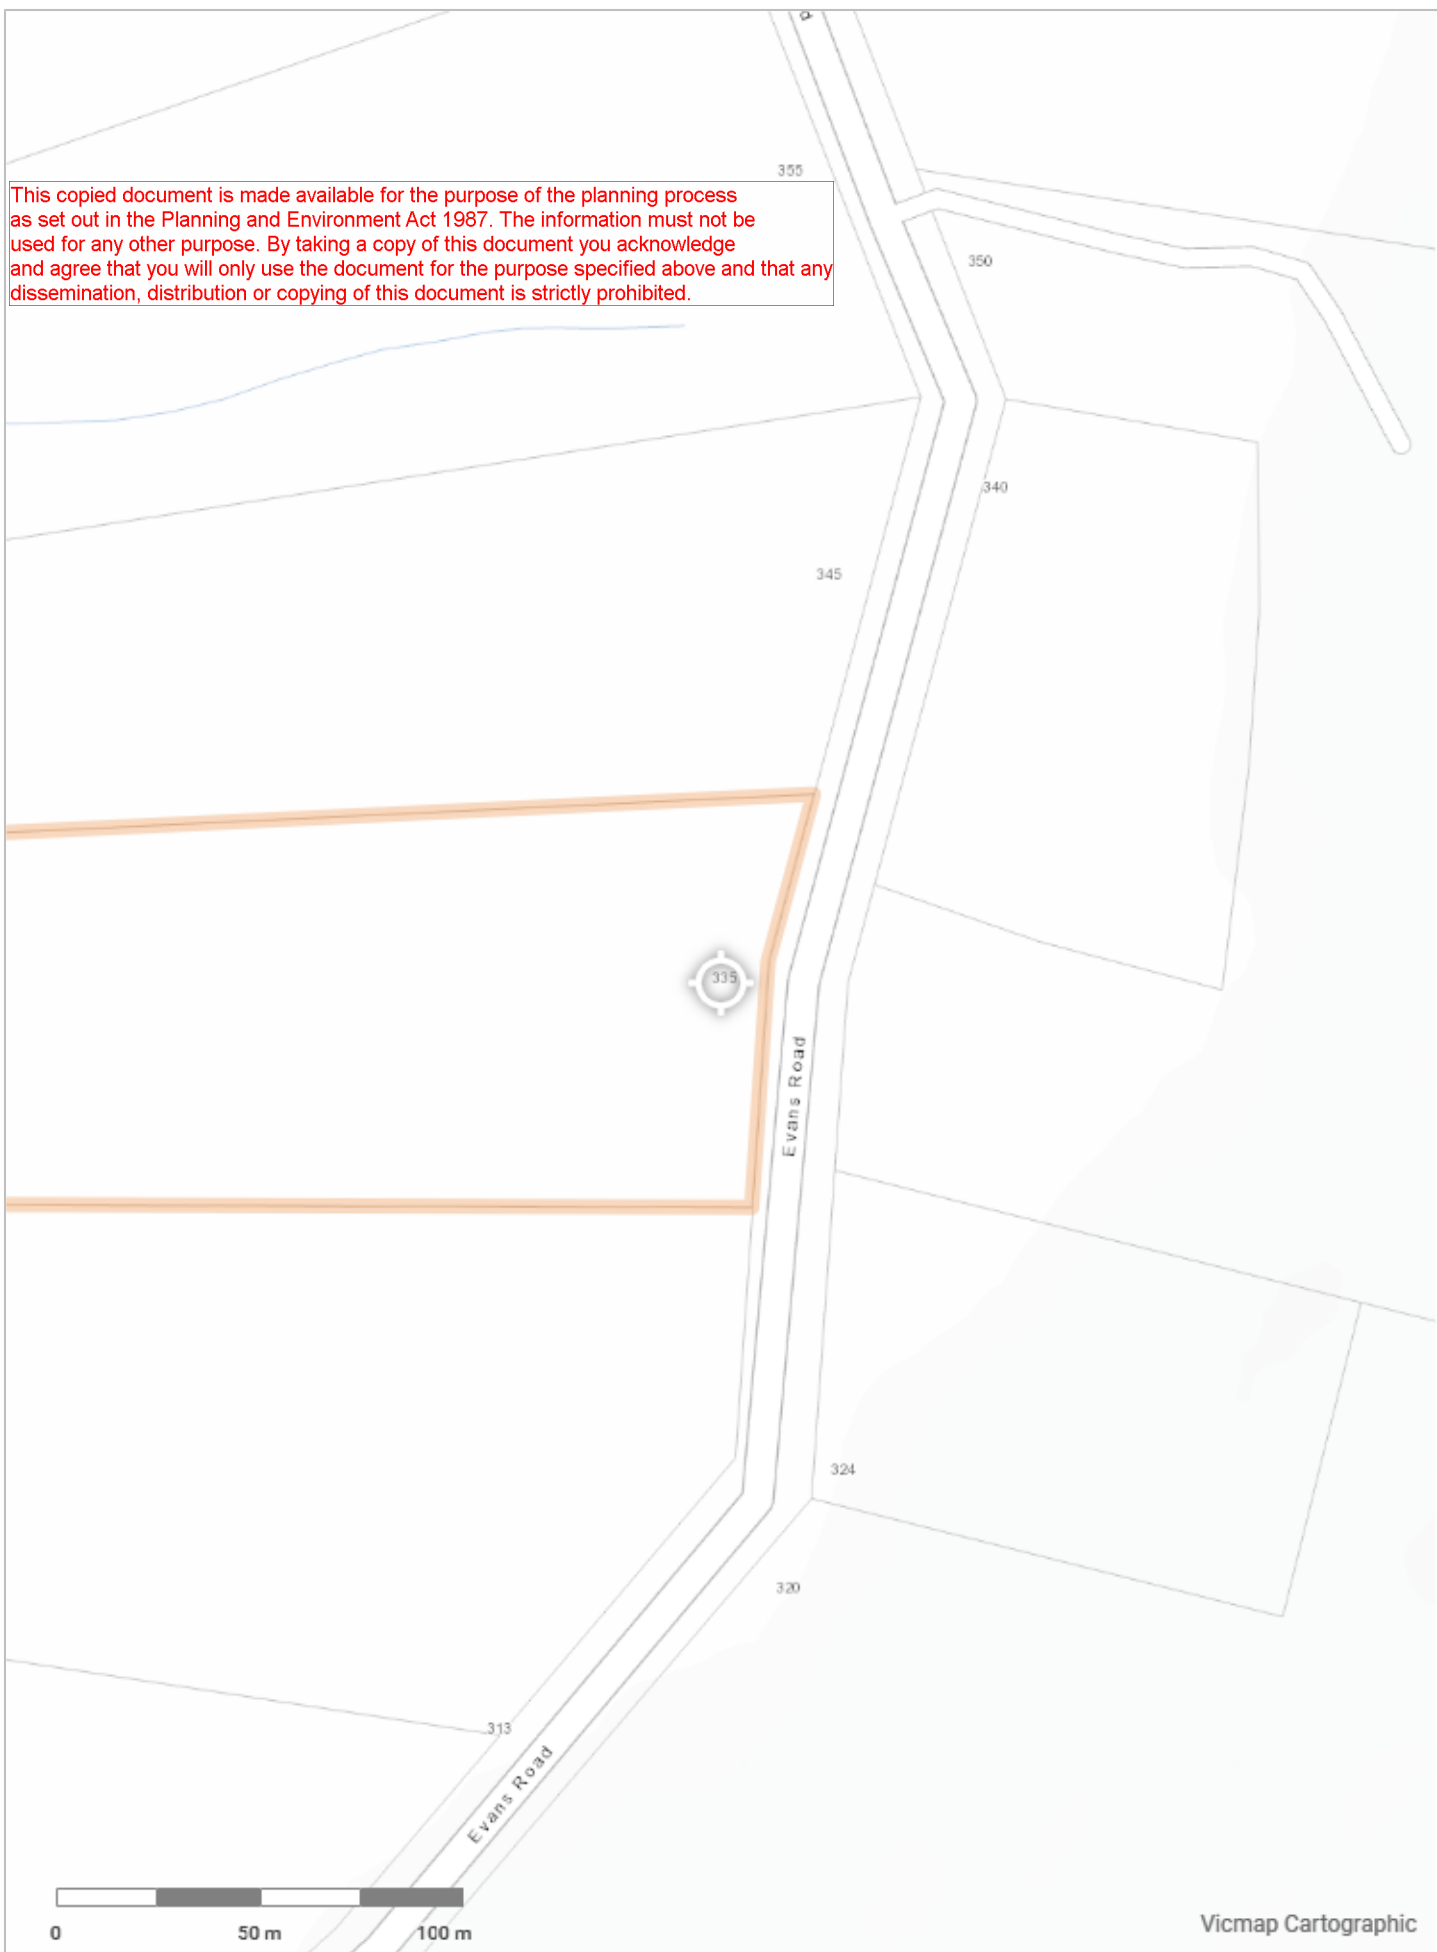 355
This copied document is made available for the purpose of the planning process
as set out in the Planning and Environment Act 1987. The information must not be
used for any other purpose. By taking a copy of this document you acknowledge
and agree that you will only use the document for the purpose specified above and that any
dissemination, distribution or copying of this document is strictly prohibited.
350
340
345
335
Evans Road
324
320
313
Evans Road
0 50 m 100 m
Vicmap Cartographic